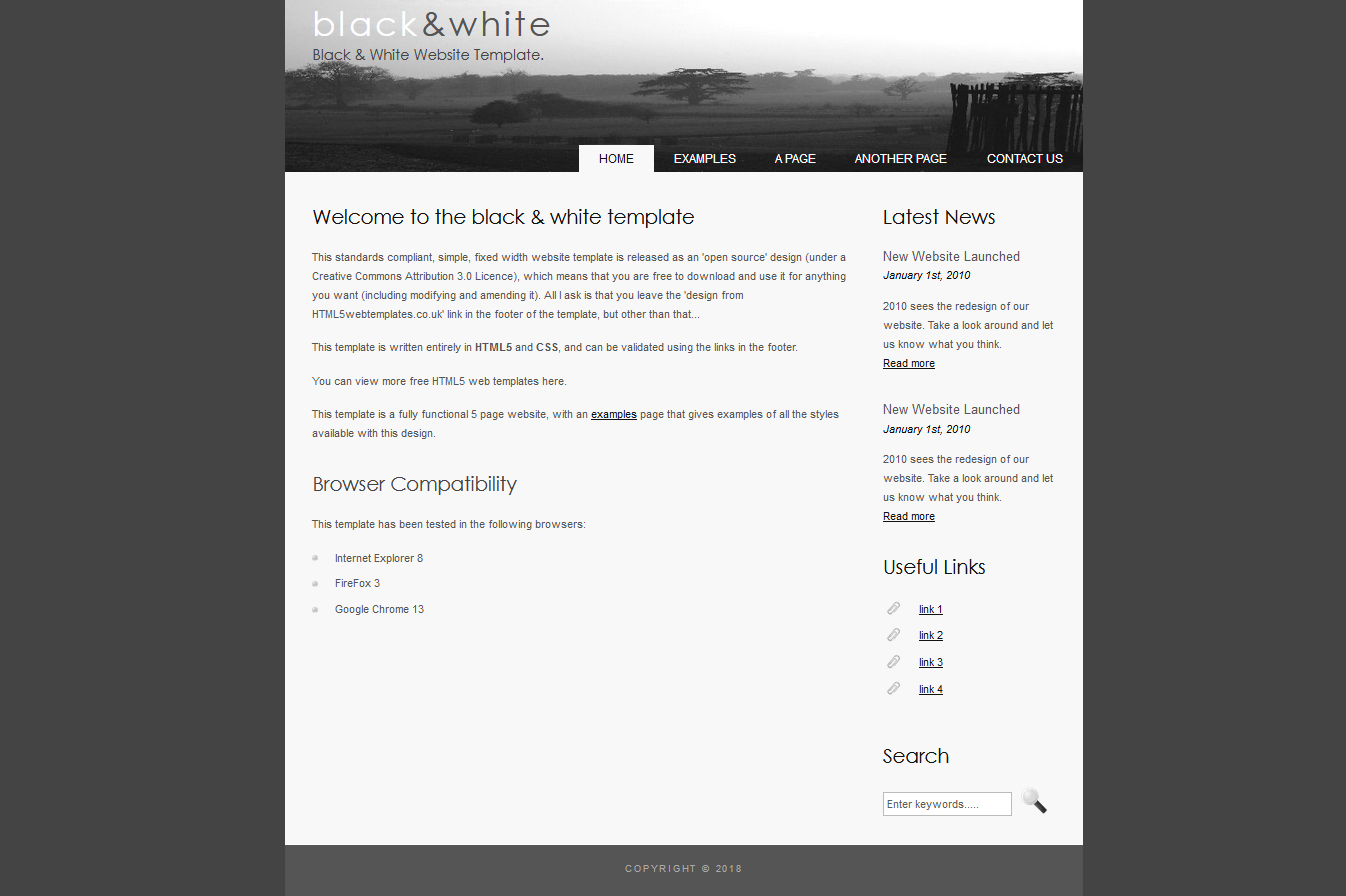 black&white
Black & White Website Template.
HOME EXAMPLES A PAGE ANOTHER PAGE CONTACT US
Welcome to the black & white template
This standards compliant, simple, fixed width website template is released as an 'open source' design (under a
Creative Commons Attribution 3.0 Licence), which means that you are free to download and use it for anything
you want (including modifying and amending it). All I ask is that you leave the 'design from
HTML5webtemplates.co.uk' link in the footer of the template, but other than that...
This template is written entirely in HTML5 and CSS, and can be validated using the links in the footer.
You can view more free HTML5 web templates here.
This template is a fully functional 5 page website, with an examples page that gives examples of all the styles
available with this design.
Browser Compatibility
This template has been tested in the following browsers:
Internet Explorer 8
FireFox 3
Google Chrome 13
Latest News
New Website Launched
January 1st, 2010
2010 sees the redesign of our
website. Take a look around and let
us know what you think.
Read more
New Website Launched
January 1st, 2010
2010 sees the redesign of our
website. Take a look around and let
us know what you think.
Read more
Useful Links
link 1
link 2
link 3
link 4
Search
Enter keywords.....
COPYRIGHT © 2018